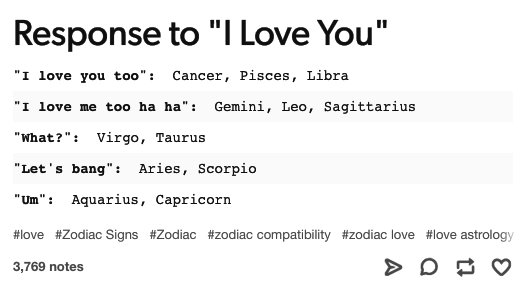 Response to "I Love You"
"I love you too": Cancer, Pisces, Libra
"I love me too ha ha": Gemini, Leo, Sagittarius
"What?": Virgo, Taurus
"Let's bang": Aries, Scorpio
"Um": Aquarius, Capricorn
#love #Zodiac Signs #Zodiac #zodiac compatibility #zodiac love #love astrology
3,769 notes